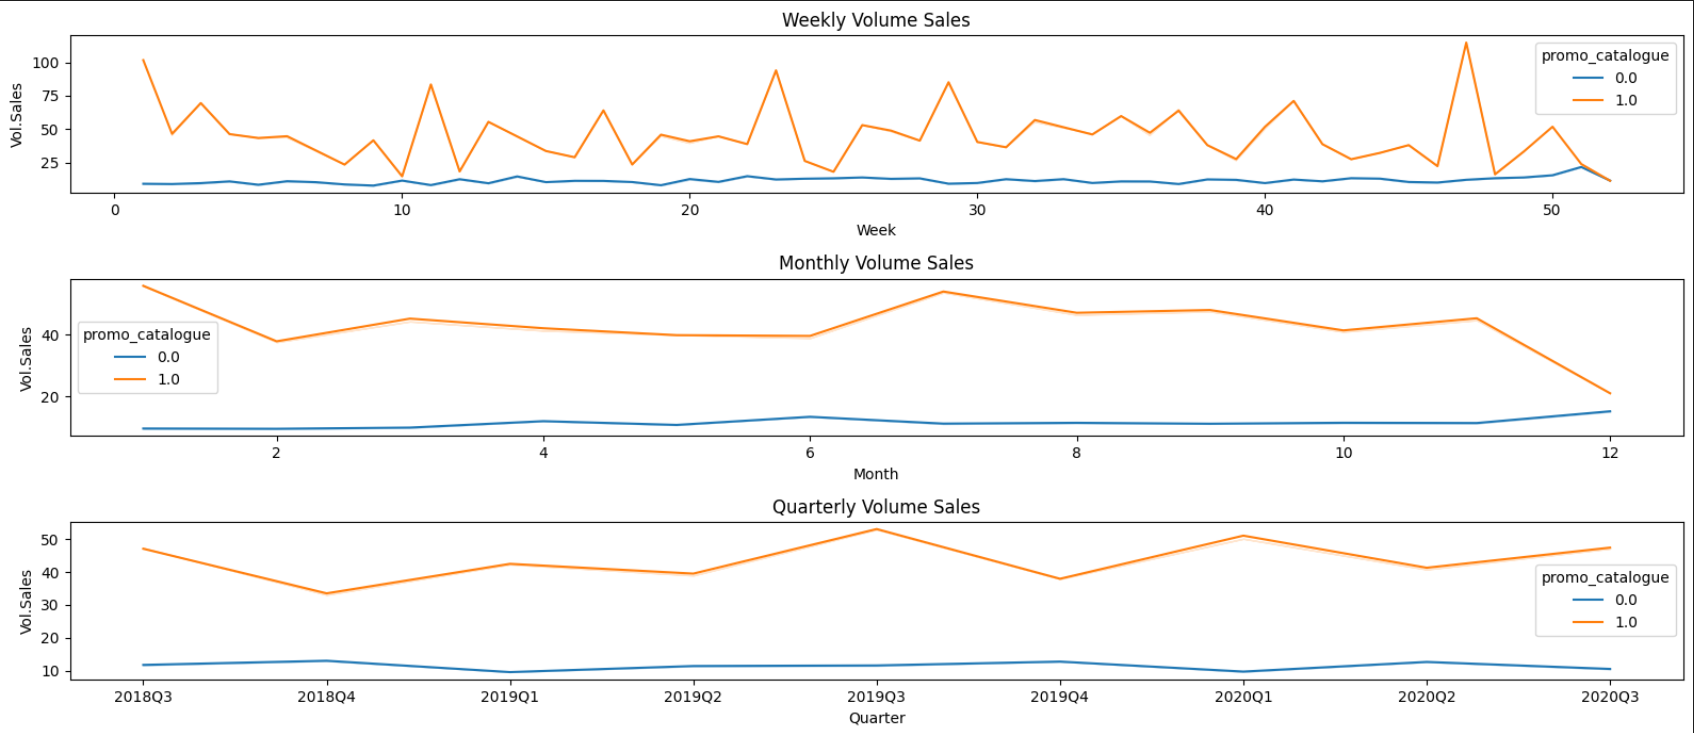 Weekly Volume Sales
Vol.Sales
100
75
50
25
promo_catalogue
0.0
1.0
0 10 20 30 40 50
Week
Monthly Volume Sales
Vol.Sales
40
20
promo_catalogue
0.0
1.0
2 4 6 8 10 12
Month
Quarterly Volume Sales
Vol.Sales
50
40
30
20
10
promo_catalogue
0.0
1.0
2018Q3 2018Q4 2019Q1 2019Q2 2019Q3 2019Q4 2020Q1 2020Q2 2020Q3
Quarter